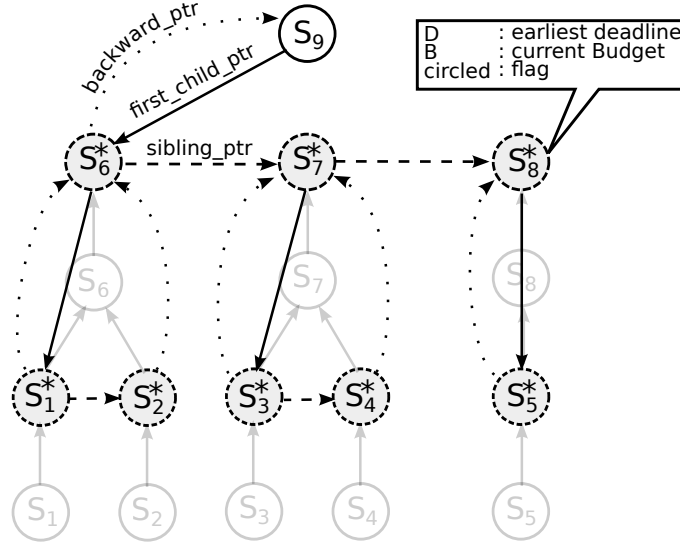 S9
D : earliest deadline
B : current Budget
circled : flag
backward_ptr
first_child_ptr
S*6
sibling_ptr
S*7
S*8
S6
S7
S8
S*1
S*2
S*3
S*4
S*5
S1
S2
S3
S4
S5